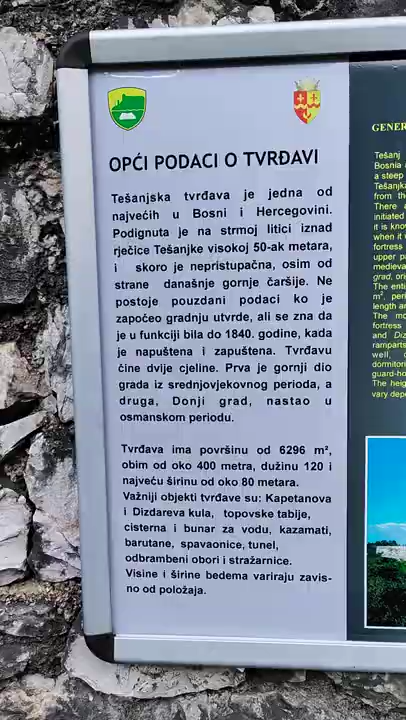 OPĆI PODACI O TVRĐAVI
Tešanjska tvrđava je jedna od
najvećih u Bosni i Hercegovini.
Podignuta je na strmoj litici iznad
rječice Tešanjke visokoj 50-ak metara,
i skoro je nepristupačna, osim od
strane današnje gornje čaršije. Ne
postoje pouzdani podaci ko je
započeo gradnju utvrde, ali se zna da
je u funkciji bila do 1840. godine, kada
je napuštena i zapuštena. Tvrđavu
čine dvije cjeline. Prva je gornji dio
grada iz srednjovjekovnog perioda, a
druga, Donji grad, nastao u
osmanskom periodu.
Tvrđava ima površinu od 6296 m²,
obim od oko 400 metra, dužinu 120 i
najveću širinu od oko 80 metara.
Važniji objekti tvrđave su: Kapetanova
i Dizdareva kula, topovske tabije,
cisterna i bunar za vodu, kazamati,
barutane, spavaonice, tunel,
odbrambeni obori i stražarnice.
Visine i širine bedema variraju zavis-
no od položaja.
GENER
Tešanj
Bosnia
a steep
Tešanjka
from th
There
initiated
it is know
when it
fortress
upper pa
medieva
grad, ori
The enti
m², peri
length an
The mo
fortress
and Diz
ramparts
well,
dormitori
guard-ho
The heig
vary depe